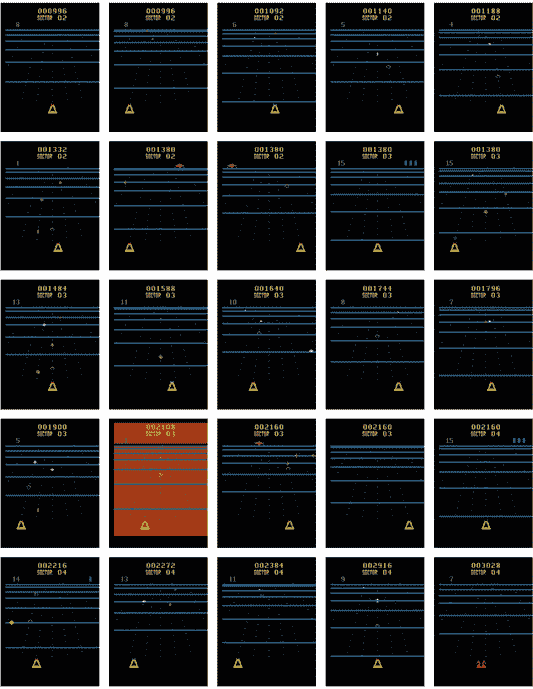 000996
SECTOR 02
8
000996
SECTOR 02
8
001092
SECTOR 02
6
001140
SECTOR 02
5
001188
SECTOR 02
4
001332
SECTOR 02
1
001380
SECTOR 02
001380
SECTOR 02
001380
SECTOR 03
15
001380
SECTOR 03
15
001484
SECTOR 03
13
001588
SECTOR 03
11
001640
SECTOR 03
10
001744
SECTOR 03
8
001796
SECTOR 03
7
001900
SECTOR 03
5
002108
SECTOR 03
002160
SECTOR 03
002160
SECTOR 03
002160
SECTOR 04
15
002216
SECTOR 04
14
002272
SECTOR 04
13
002384
SECTOR 04
11
002916
SECTOR 04
9
003028
SECTOR 04
7